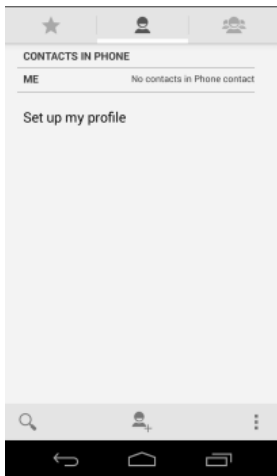 CONTACTS IN PHONE
ME No contacts in Phone contact
Set up my profile